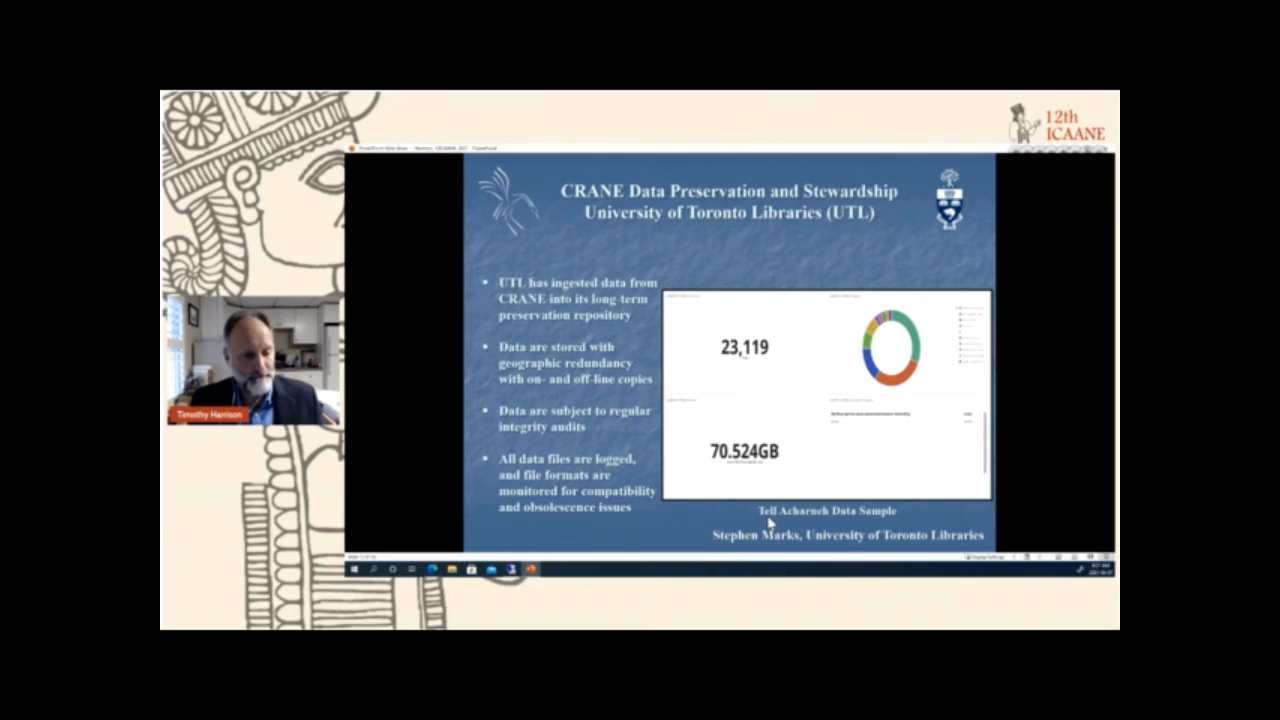 12th
ICAANE
CRANE Data Preservation and Stewardship
University of Toronto Libraries (UTL)
▪ UTL has ingested data from
CRANE into its long-term
preservation repository
▪ Data are stored with
geographic redundancy
with on- and off-line copies
▪ Data are subject to regular
integrity audits
▪ All data files are logged,
and file formats are
monitored for compatibility
and obsolescence issues
23,119
70.524GB
Tell Acharneh Data Sample
Stephen Marks, University of Toronto Libraries
Timothy Harrison